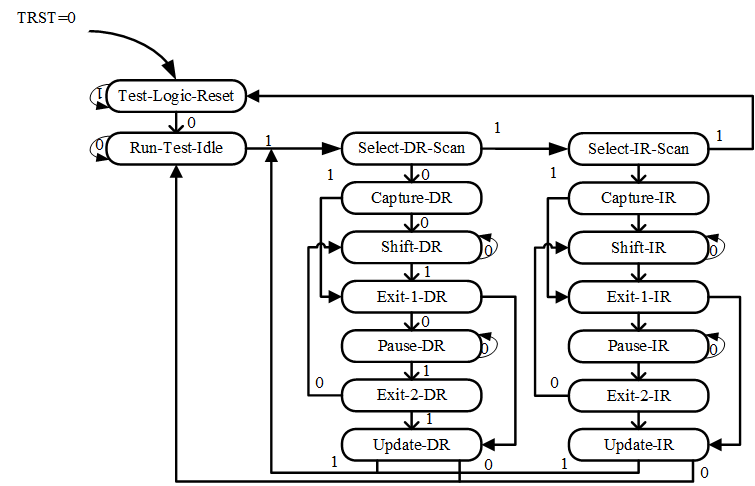 TRST=0
1
Test-Logic-Reset
0
0
Run-Test-Idle
1
Select-DR-Scan
1
Select-IR-Scan
1
0
1
Capture-DR
1
Capture-IR
0
Shift-DR
0
Shift-IR
0
1
Exit-1-DR
Exit-1-IR
0
Pause-DR
0
Pause-IR
0
1
0
Exit-2-DR
0
Exit-2-IR
1
Update-DR
Update-IR
1
0
1
0